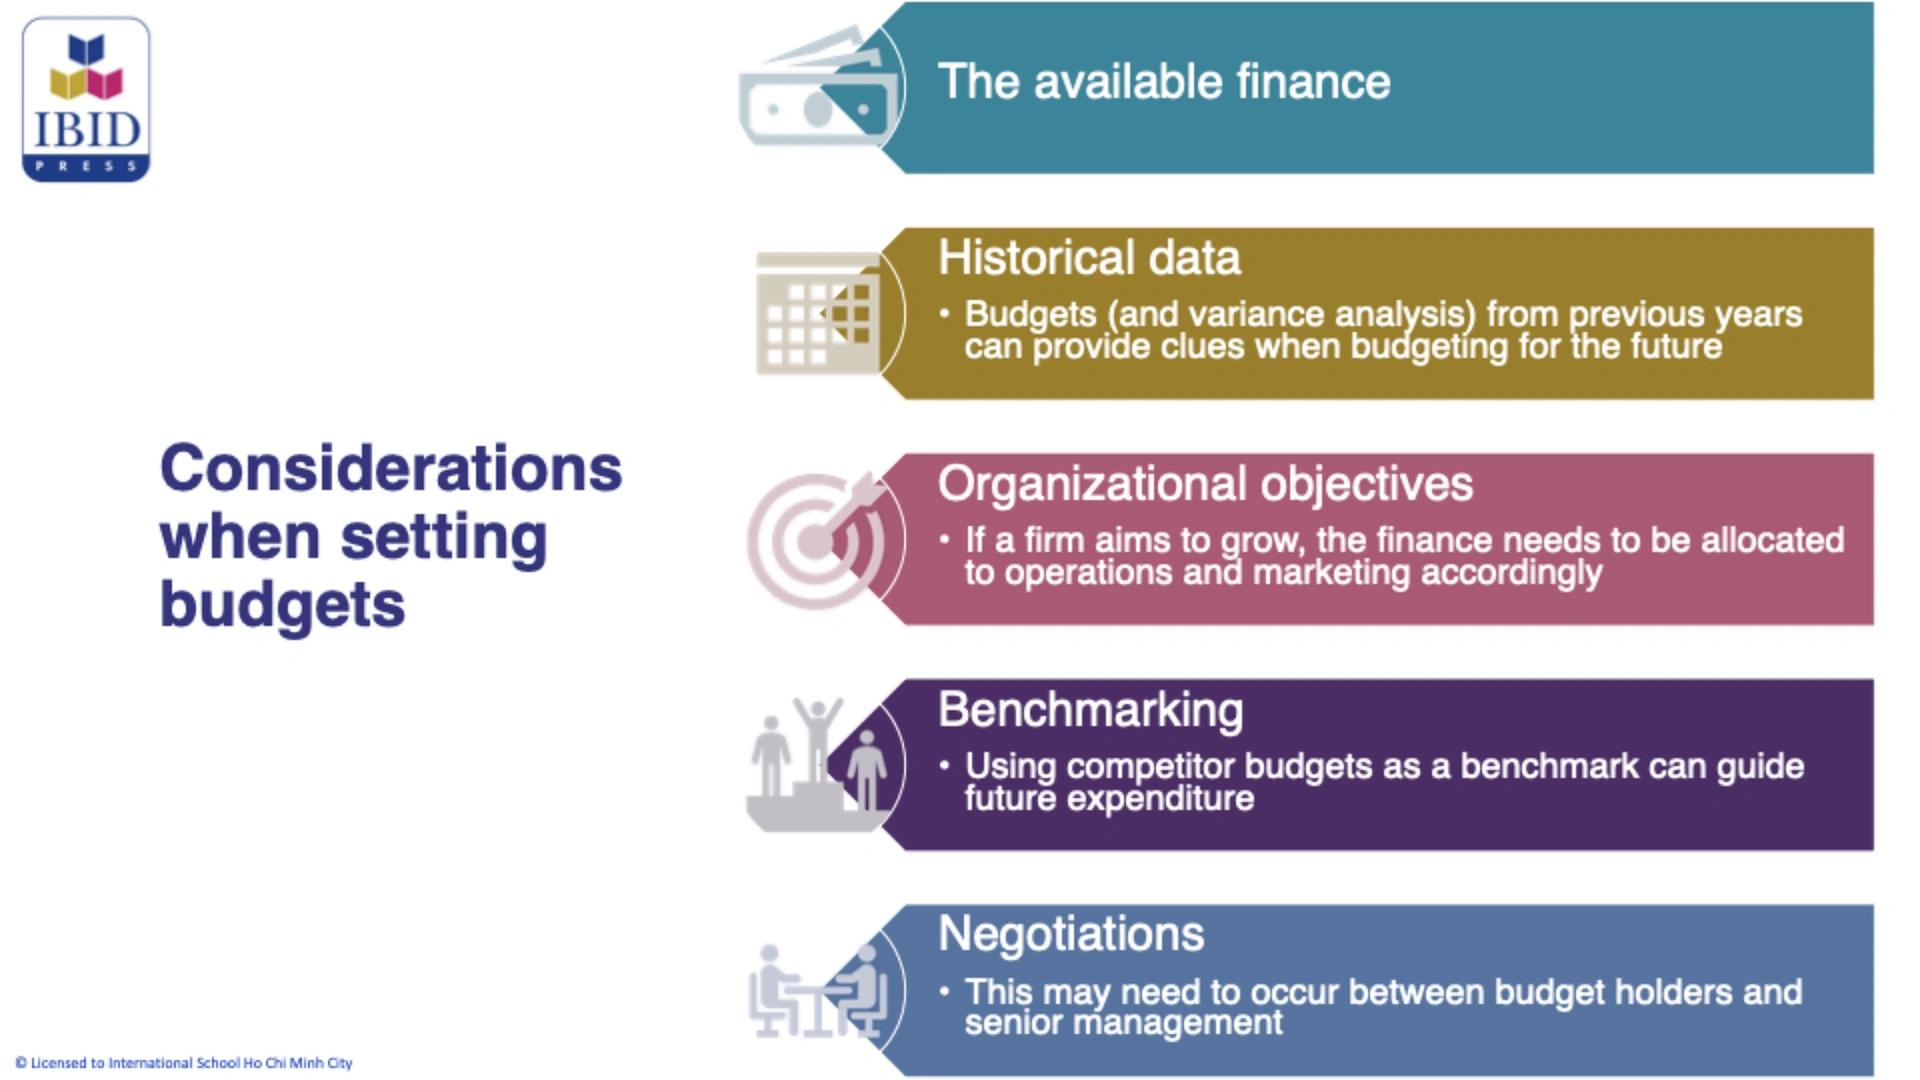 IBID
PRESS
Considerations
when setting
budgets
The available finance
Historical data
• Budgets (and variance analysis) from previous years
can provide clues when budgeting for the future
Organizational objectives
• If a firm aims to grow, the finance needs to be allocated
to operations and marketing accordingly
Benchmarking
• Using competitor budgets as a benchmark can guide
future expenditure
Negotiations
• This may need to occur between budget holders and
senior management
© Licensed to International School Ho Chi Minh City